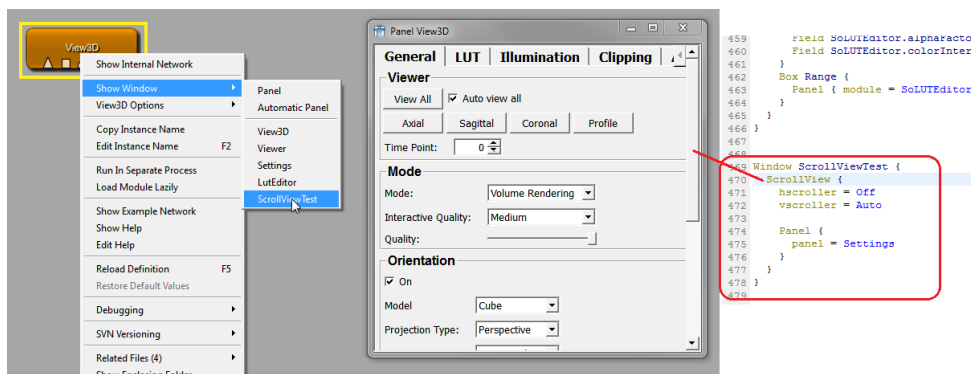 View3D
Show Internal Network
Show Window
View3D Options
Copy Instance Name
Edit Instance Name F2
Run In Separate Process
Load Module Lazily
Show Example Network
Show Help
Edit Help
Reload Definition F5
Restore Default Values
Debugging
SVN Versioning
Related Files (4)
Show Enclosing Folder
Panel
Automatic Panel
View3D
Viewer
Settings
LutEditor
ScrollViewTest
Panel View3D
General LUT Illumination Clipping
Viewer
View All Auto view all
Axial Sagittal Coronal Profile
Time Point: 0
Mode
Mode: Volume Rendering
Interactive Quality: Medium
Quality:
Orientation
On
Model Cube
Projection Type: Perspective
459 Field SoLUTEditor.alphaFacto
460 Field SoLUTEditor.colorInter
461 }
462 Box Range {
463 Panel { module = SoLUTEditor
464 }
465 }
466 }
467
468
469 Window ScrollViewTest {
470 ScrollView {
471 hscroller = Off
472 vscroller = Auto
473
474 Panel {
475 panel = Settings
476 }
477 }
478 }
479